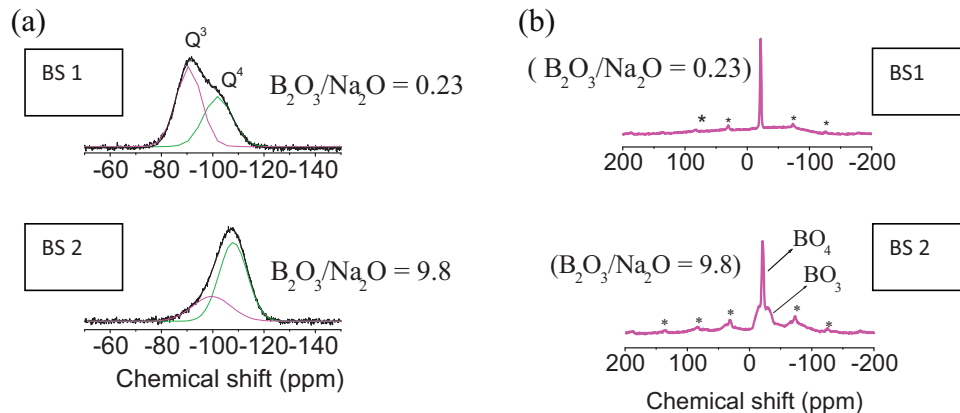 (a)
BS 1
Q³
Q⁴
B₂O₃/Na₂O = 0.23
-60 -80 -100 -120 -140
BS 2
B₂O₃/Na₂O = 9.8
-60 -80 -100 -120 -140
Chemical shift (ppm)
(b)
( B₂O₃/Na₂O = 0.23)
BS1
* * * *
200 100 0 -100 -200
(B₂O₃/Na₂O = 9.8)
BO₄
BO₃
BS 2
* * * * *
200 100 0 -100 -200
Chemical shift (ppm)